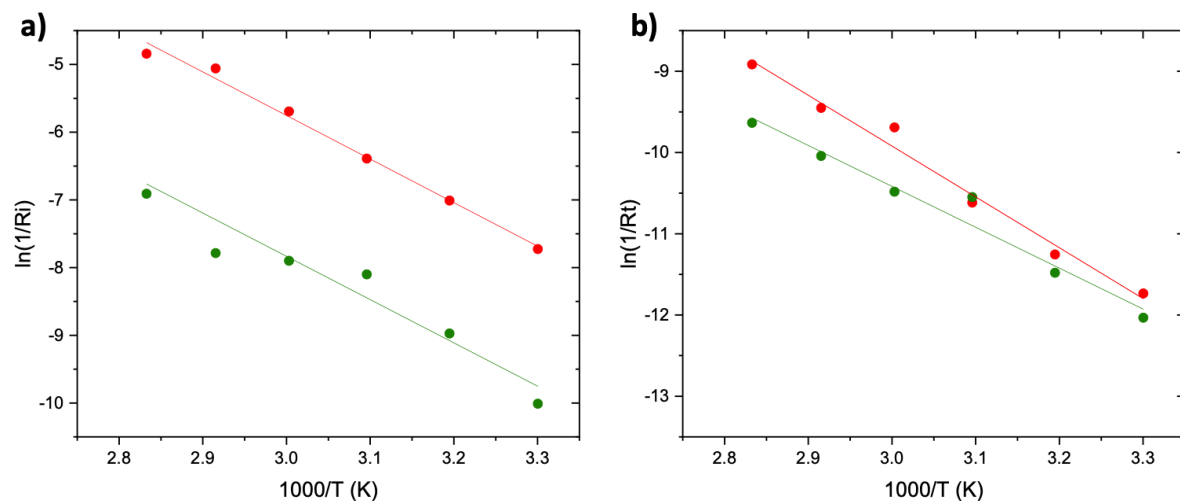 a)
-5
-6
-7
-8
-9
-10
ln(1/Ri)
2.8 2.9 3.0 3.1 3.2 3.3
1000/T (K)
b)
-9
-10
-11
-12
-13
ln(1/Rt)
2.8 2.9 3.0 3.1 3.2 3.3
1000/T (K)